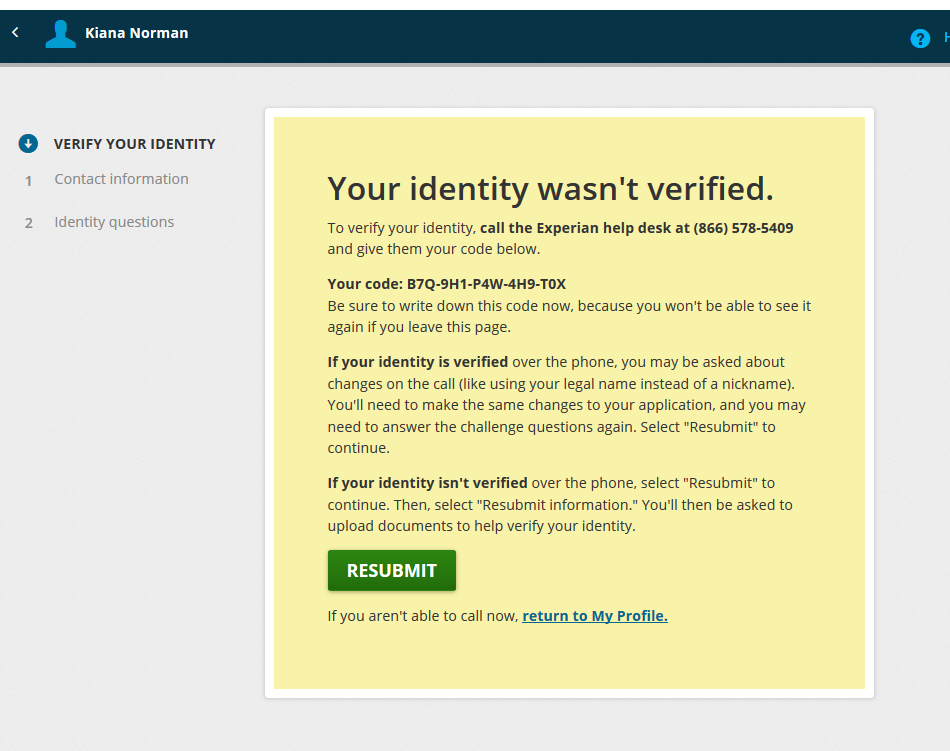 Kiana Norman
?
H
VERIFY YOUR IDENTITY
1 Contact information
2 Identity questions
Your identity wasn't verified.
To verify your identity, call the Experian help desk at (866) 578-5409
and give them your code below.
Your code: B7Q-9H1-P4W-4H9-T0X
Be sure to write down this code now, because you won't be able to see it
again if you leave this page.
If your identity is verified over the phone, you may be asked about
changes on the call (like using your legal name instead of a nickname).
You'll need to make the same changes to your application, and you may
need to answer the challenge questions again. Select "Resubmit" to
continue.
If your identity isn't verified over the phone, select "Resubmit" to
continue. Then, select "Resubmit information." You'll then be asked to
upload documents to help verify your identity.
RESUBMIT
If you aren't able to call now, return to My Profile.